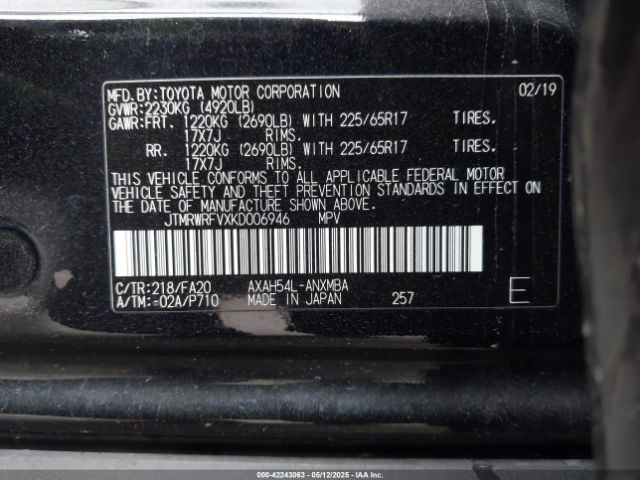 MFD.BY:TOYOTA MOTOR CORPORATION 02/19
GVWR:2230KG (4920LB)
GAWR:FRT. 1220KG (2690LB) WITH 225/65R17 TIRES.
17X7J RIMS.
RR. 1220KG (2690LB) WITH 225/65R17 TIRES.
17X7J RIMS.
THIS VEHICLE CONFORMS TO ALL APPLICABLE FEDERAL MOTOR
VEHICLE SAFETY AND THEFT PREVENTION STANDARDS IN EFFECT ON
THE DATE OF MANUFACTURE SHOWN ABOVE.
JTMRWRFVXKD006946 MPV
C/TR:218/FA20 AXAH54L-ANXMBA
A/TM:-02A/P710 MADE IN JAPAN 257 E
000-42243063 - 05/12/2025 - IAAI.COM